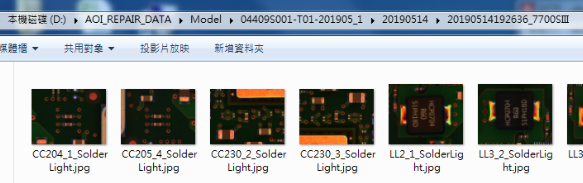 本機磁碟 (D:) ▸ AOI_REPAIR_DATA ▸ Model ▸ 04409S001-T01-201905_1 ▸ 20190514 ▸ 20190514192636_7700SIII
媒體櫃 ▼ 共用對象 ▼ 投影片放映 新增資料夾
CC204_1_SolderLight.jpg
CC205_4_SolderLight.jpg
CC230_2_SolderLight.jpg
CC230_3_SolderLight.jpg
LL2_1_SolderLight.jpg
LL3_2_SolderLight.jpg
LL3